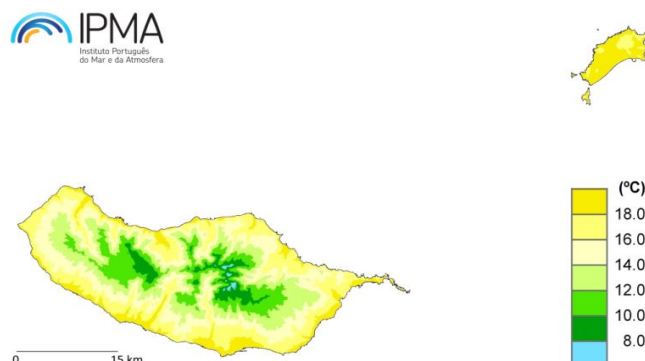 IPMA
Instituto Português
do Mar e da Atmosfera
(ºC)
18.0
16.0
14.0
12.0
10.0
8.0
0 15 km